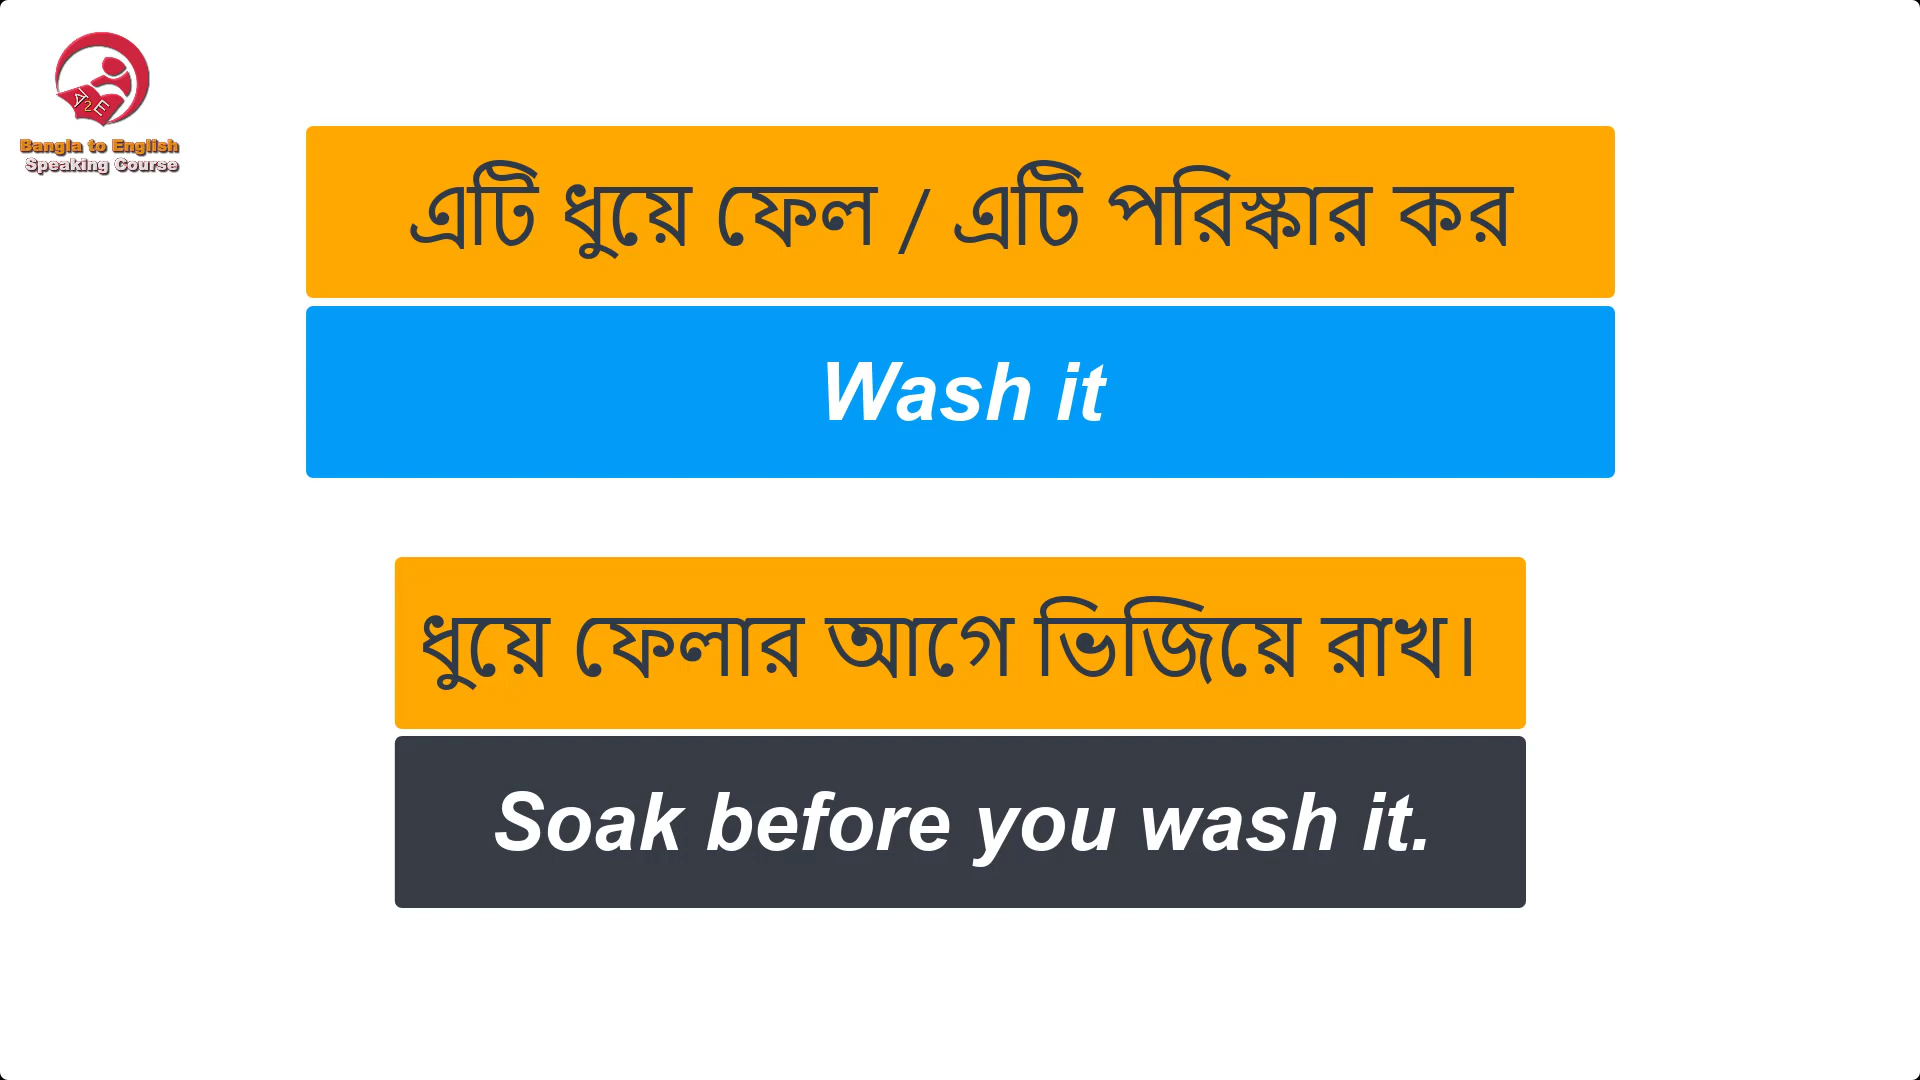 Bangla to English
Speaking Course
এটি ধুয়ে ফেল / এটি পরিস্কার কর
Wash it
ধুয়ে ফেলার আগে ভিজিয়ে রাখ।
Soak before you wash it.